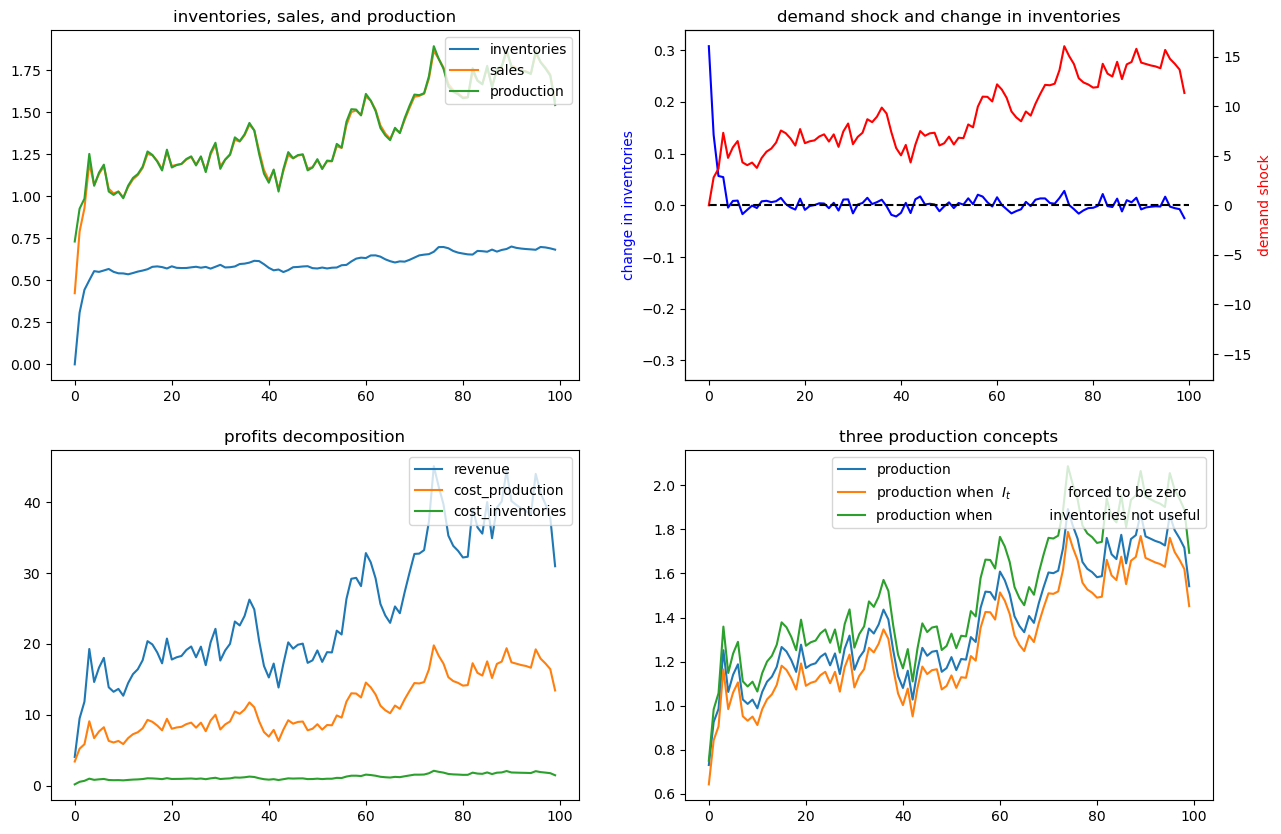 inventories, sales, and production
inventories
sales
production
1.75
1.50
1.25
1.00
0.75
0.50
0.25
0.00
0 20 40 60 80 100
demand shock and change in inventories
change in inventories
0.3
0.2
0.1
0.0
−0.1
−0.2
−0.3
15
10
5
0
−5
−10
−15
demand shock
0 20 40 60 80 100
profits decomposition
revenue
cost_production
cost_inventories
40
30
20
10
0
0 20 40 60 80 100
three production concepts
production
production when I_t forced to be zero
production when inventories not useful
2.0
1.8
1.6
1.4
1.2
1.0
0.8
0.6
0 20 40 60 80 100